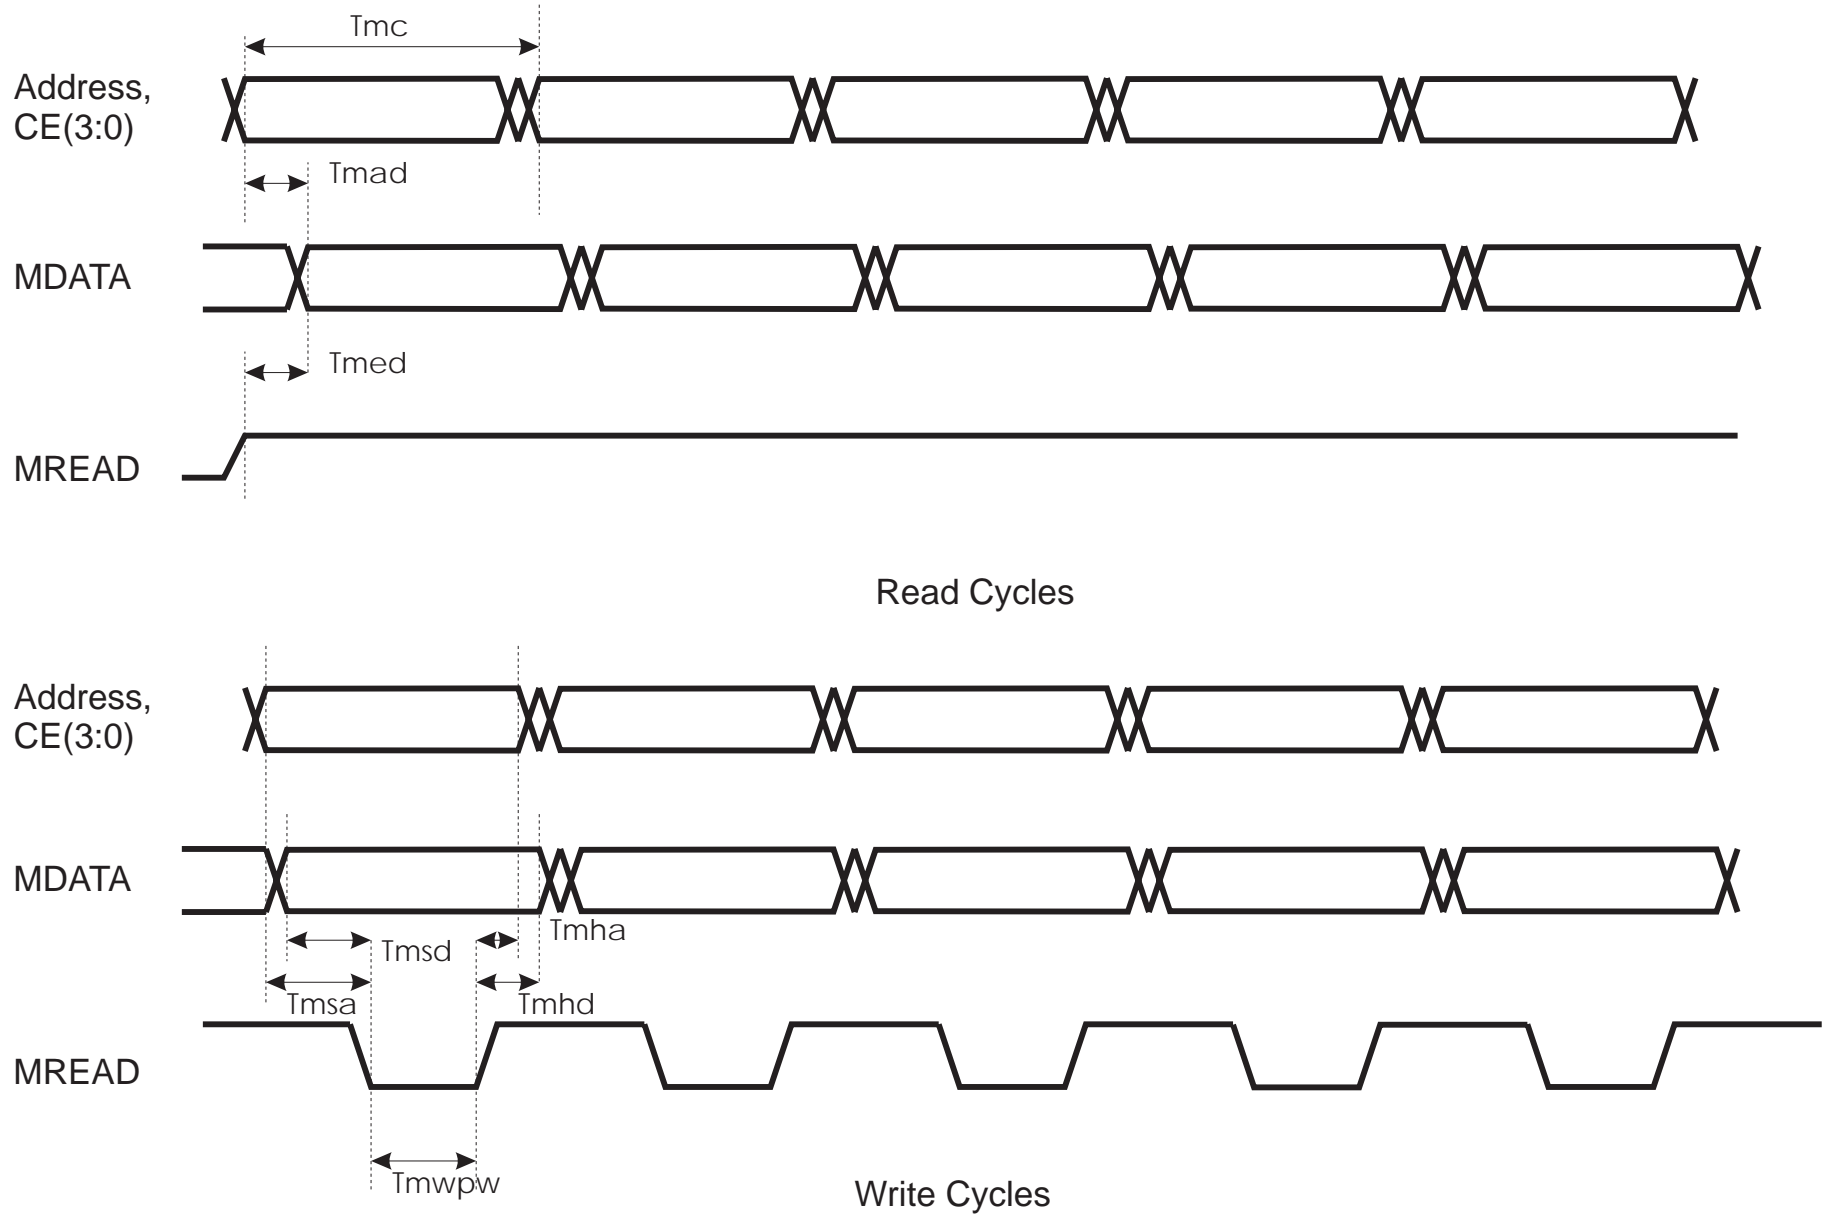 Tmc
Address,
CE(3:0)
Tmad
MDATA
Tmed
MREAD
Read Cycles
Address,
CE(3:0)
MDATA
Tmha
Tmsd
Tmsa
Tmhd
MREAD
Tmwpw
Write Cycles